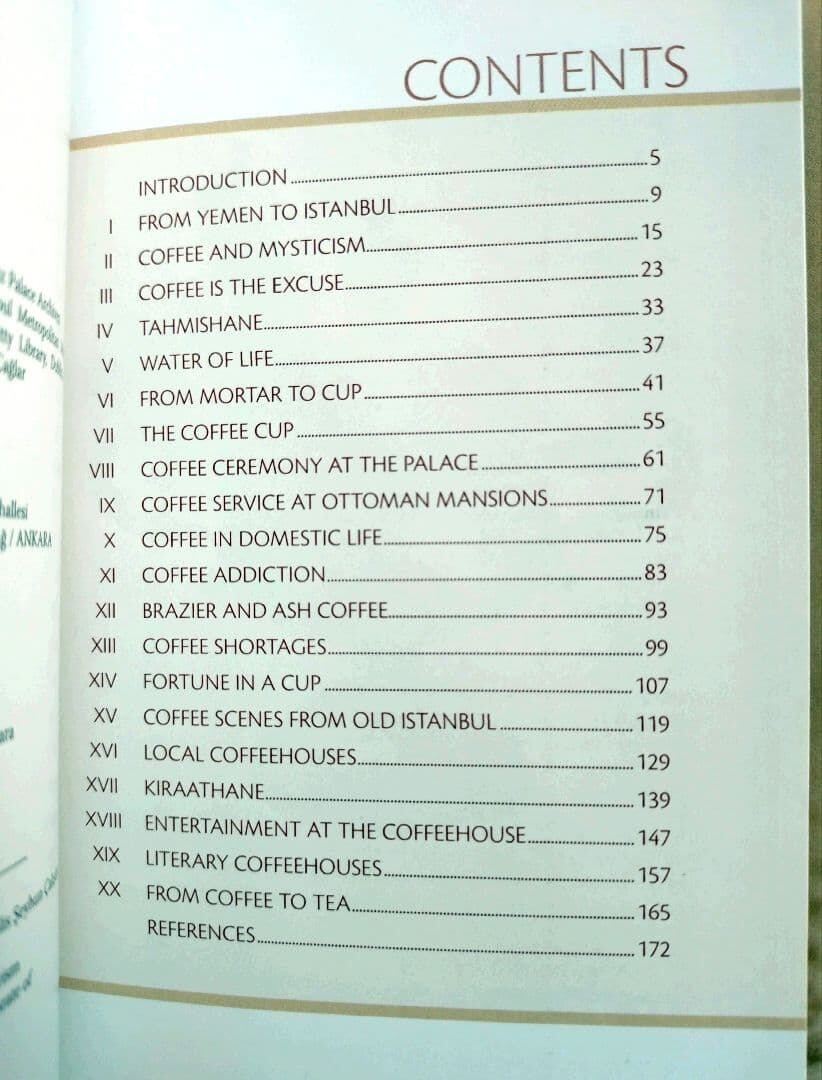 CONTENTS
INTRODUCTION 5
I FROM YEMEN TO ISTANBUL 9
II COFFEE AND MYSTICISM 15
III COFFEE IS THE EXCUSE 23
IV TAHMISHANE 33
V WATER OF LIFE 37
VI FROM MORTAR TO CUP 41
VII THE COFFEE CUP 55
VIII COFFEE CEREMONY AT THE PALACE 61
IX COFFEE SERVICE AT OTTOMAN MANSIONS 71
X COFFEE IN DOMESTIC LIFE 75
XI COFFEE ADDICTION 83
XII BRAZIER AND ASH COFFEE 93
XIII COFFEE SHORTAGES 99
XIV FORTUNE IN A CUP 107
XV COFFEE SCENES FROM OLD ISTANBUL 119
XVI LOCAL COFFEEHOUSES 129
XVII KIRAATHANE 139
XVIII ENTERTAINMENT AT THE COFFEEHOUSE 147
XIX LITERARY COFFEEHOUSES 157
XX FROM COFFEE TO TEA 165
REFERENCES 172
Palace
Metropolitan
Library,
/ ANKARA